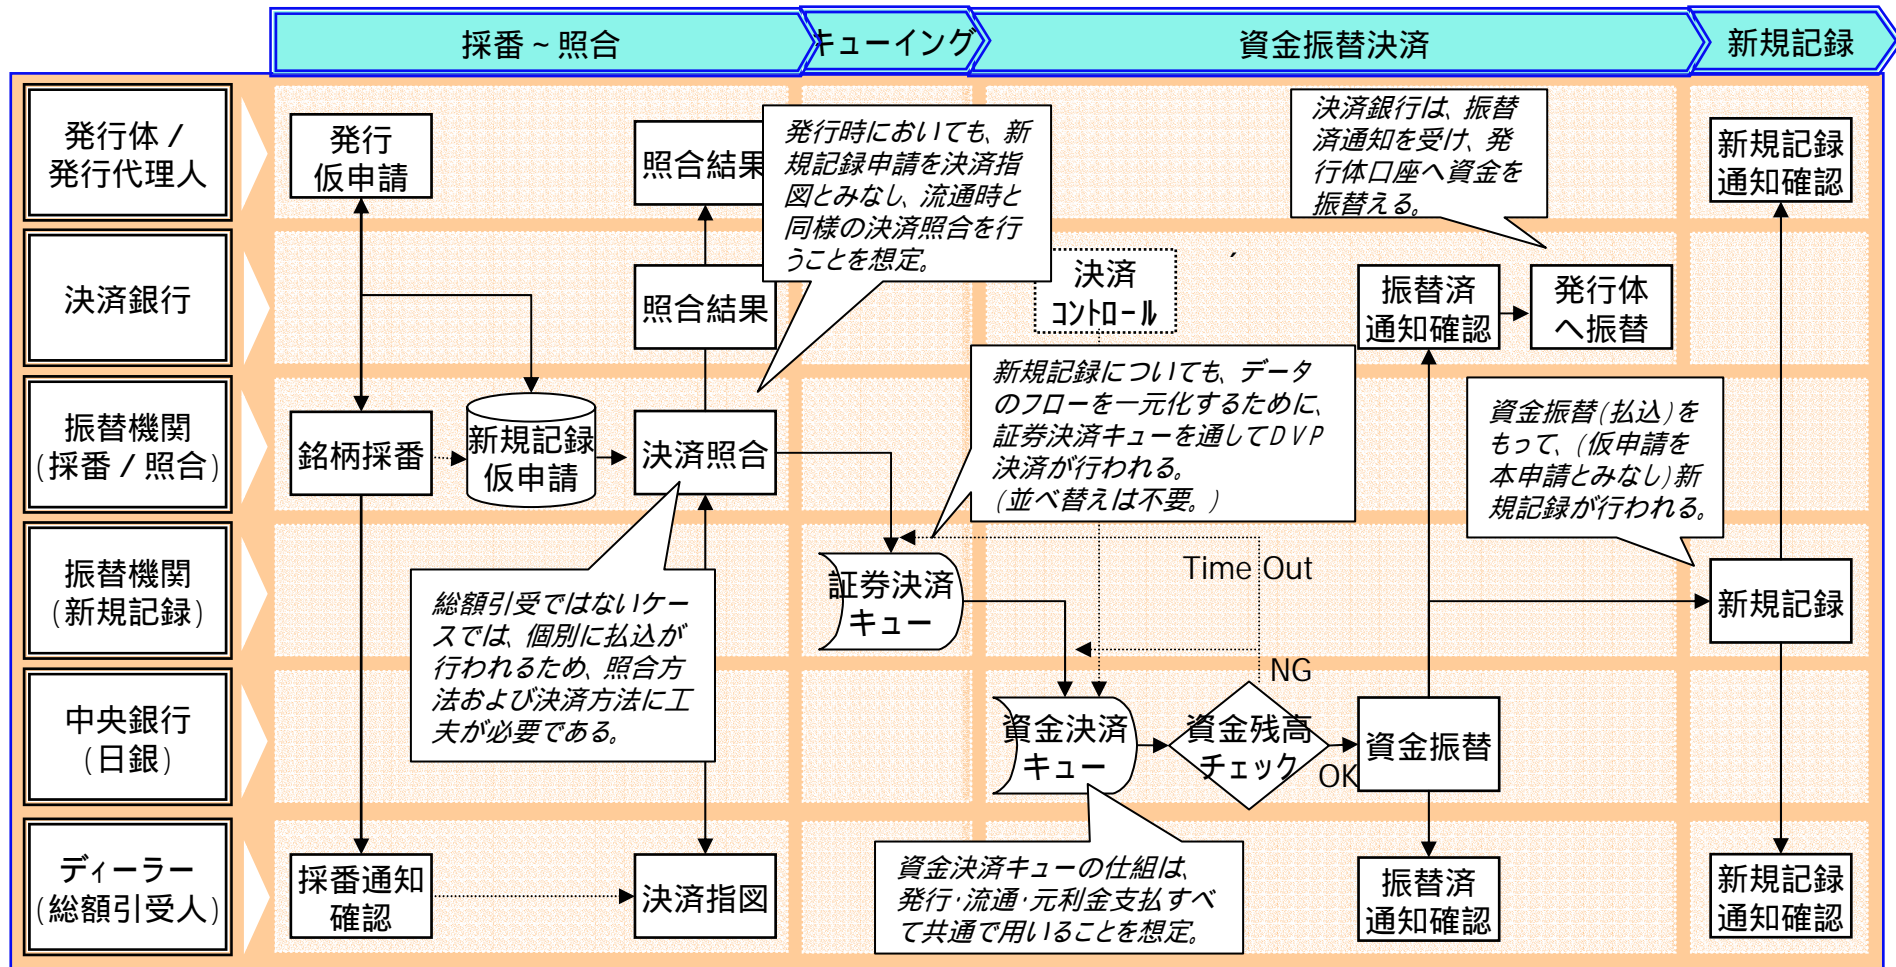 採番～照合
キューイング
資金振替決済
新規記録
発行体 /
発行代理人
発行
仮申請
照合結果
発行時においても、新
規記録申請を決済指
図とみなし、流通時と
同様の決済照合を行
うことを想定。
決済銀行は、振替
済通知を受け、発
行体口座へ資金を
振替える。
新規記録
通知確認
決済銀行
照合結果
決済
コントロール
振替済
通知確認
発行体
へ振替
振替機関
(採番 / 照合)
銘柄採番
新規記録
仮申請
決済照合
新規記録についても、データ
のフローを一元化するために、
証券決済キューを通してDVP
決済が行われる。
(並べ替えは不要。)
資金振替(払込)を
もって、(仮申請を
本申請とみなし)新
規記録が行われる。
振替機関
(新規記録)
総額引受ではないケー
スでは、個別に払込が
行われるため、照合方
法および決済方法に工
夫が必要である。
証券決済
キュー
Time Out
新規記録
NG
中央銀行
(日銀)
資金決済
キュー
資金残高
チェック
OK
資金振替
ディーラー
(総額引受人)
採番通知
確認
決済指図
資金決済キューの仕組は、
発行・流通・元利金支払すべ
て共通で用いることを想定。
振替済
通知確認
新規記録
通知確認